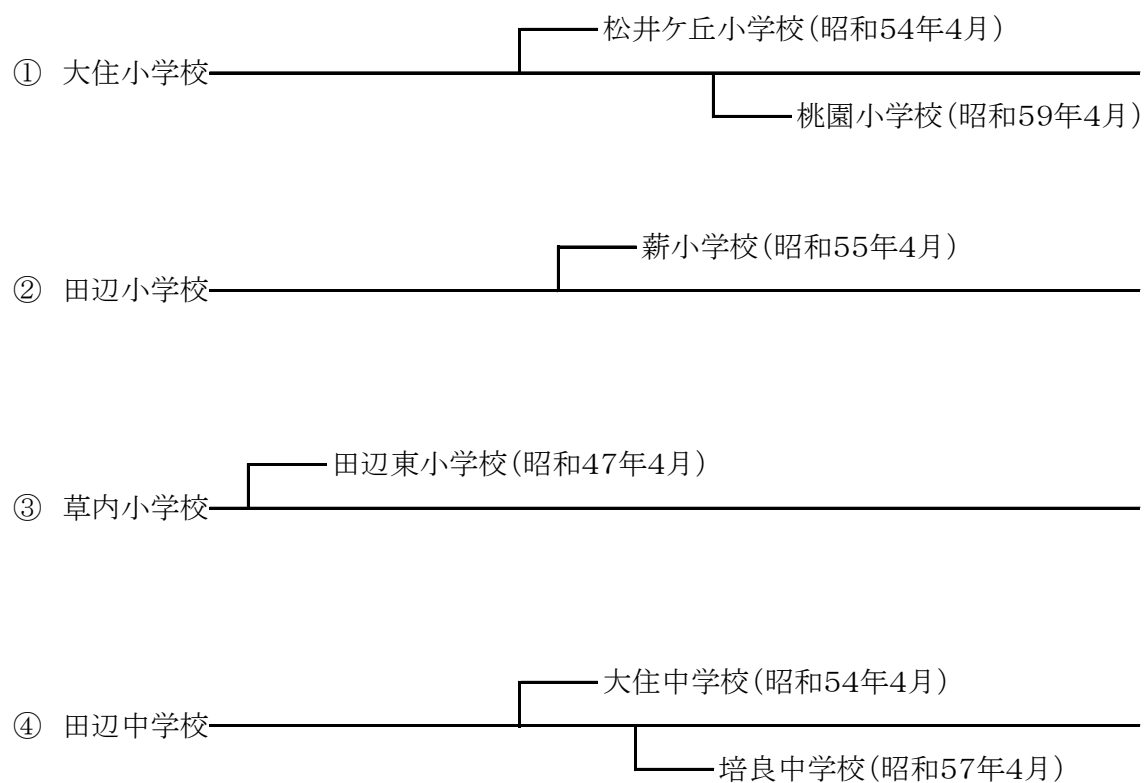 松井ケ丘小学校(昭和54年4月)
① 大住小学校
桃園小学校(昭和59年4月)
薪小学校(昭和55年4月)
② 田辺小学校
田辺東小学校(昭和47年4月)
③ 草内小学校
大住中学校(昭和54年4月)
④ 田辺中学校
培良中学校(昭和57年4月)